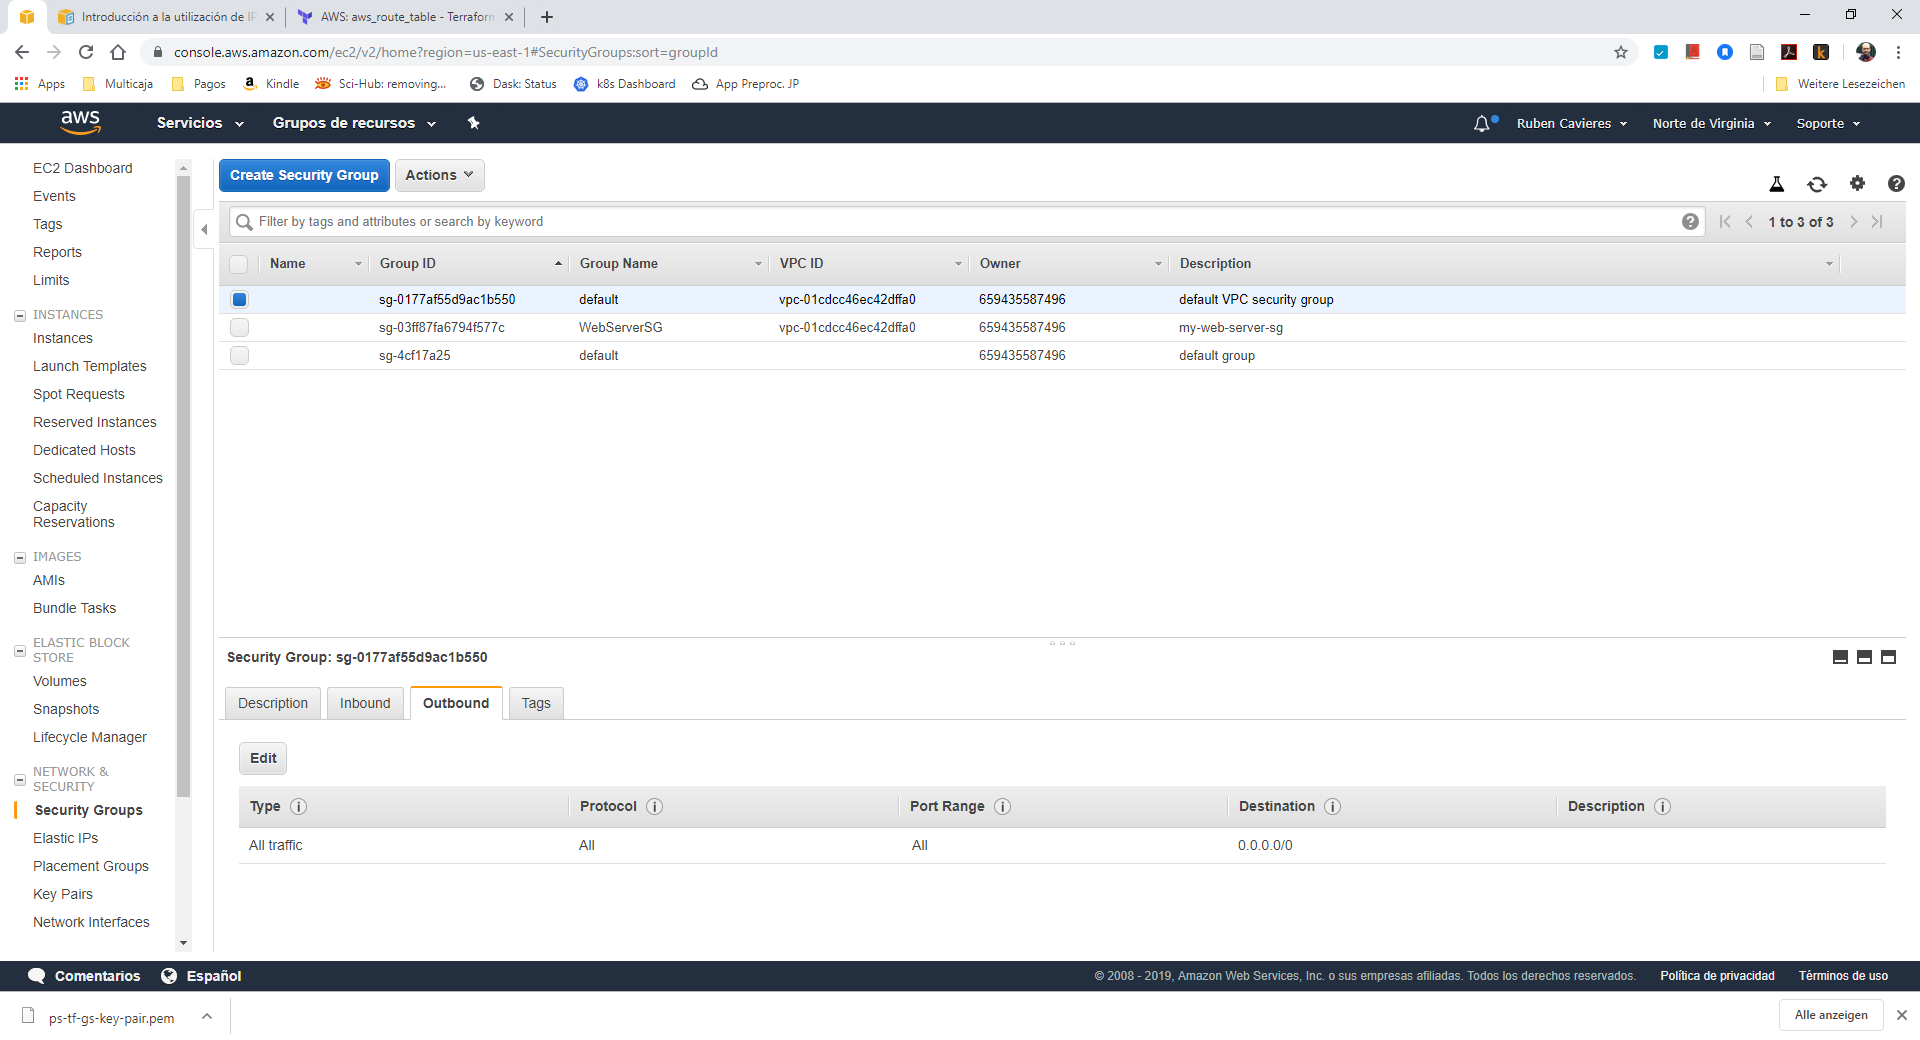 Introducción a la utilización de IP
AWS: aws_route_table - Terraform
console.aws.amazon.com/ec2/v2/home?region=us-east-1#SecurityGroups:sort=groupId
Apps Multicaja Pagos Kindle Sci-Hub: removing... Dask: Status k8s Dashboard App Preproc. JP Weitere Lesezeichen
aws Servicios Grupos de recursos Ruben Cavieres Norte de Virginia Soporte
EC2 Dashboard
Events
Tags
Reports
Limits
INSTANCES
Instances
Launch Templates
Spot Requests
Reserved Instances
Dedicated Hosts
Scheduled Instances
Capacity
Reservations
IMAGES
AMIs
Bundle Tasks
ELASTIC BLOCK
STORE
Volumes
Snapshots
Lifecycle Manager
NETWORK &
SECURITY
Security Groups
Elastic IPs
Placement Groups
Key Pairs
Network Interfaces
Create Security Group Actions
Filter by tags and attributes or search by keyword 1 to 3 of 3
Name Group ID Group Name VPC ID Owner Description
sg-0177af55d9ac1b550 default vpc-01cdcc46ec42dffa0 659435587496 default VPC security group
sg-03ff87fa6794f577c WebServerSG vpc-01cdcc46ec42dffa0 659435587496 my-web-server-sg
sg-4cf17a25 default 659435587496 default group
Security Group: sg-0177af55d9ac1b550
Description Inbound Outbound Tags
Edit
Type Protocol Port Range Destination Description
All traffic All All 0.0.0.0/0
Comentarios Español © 2008 - 2019, Amazon Web Services, Inc. o sus empresas afiliadas. Todos los derechos reservados. Política de privacidad Términos de uso
ps-tf-gs-key-pair.pem Alle anzeigen